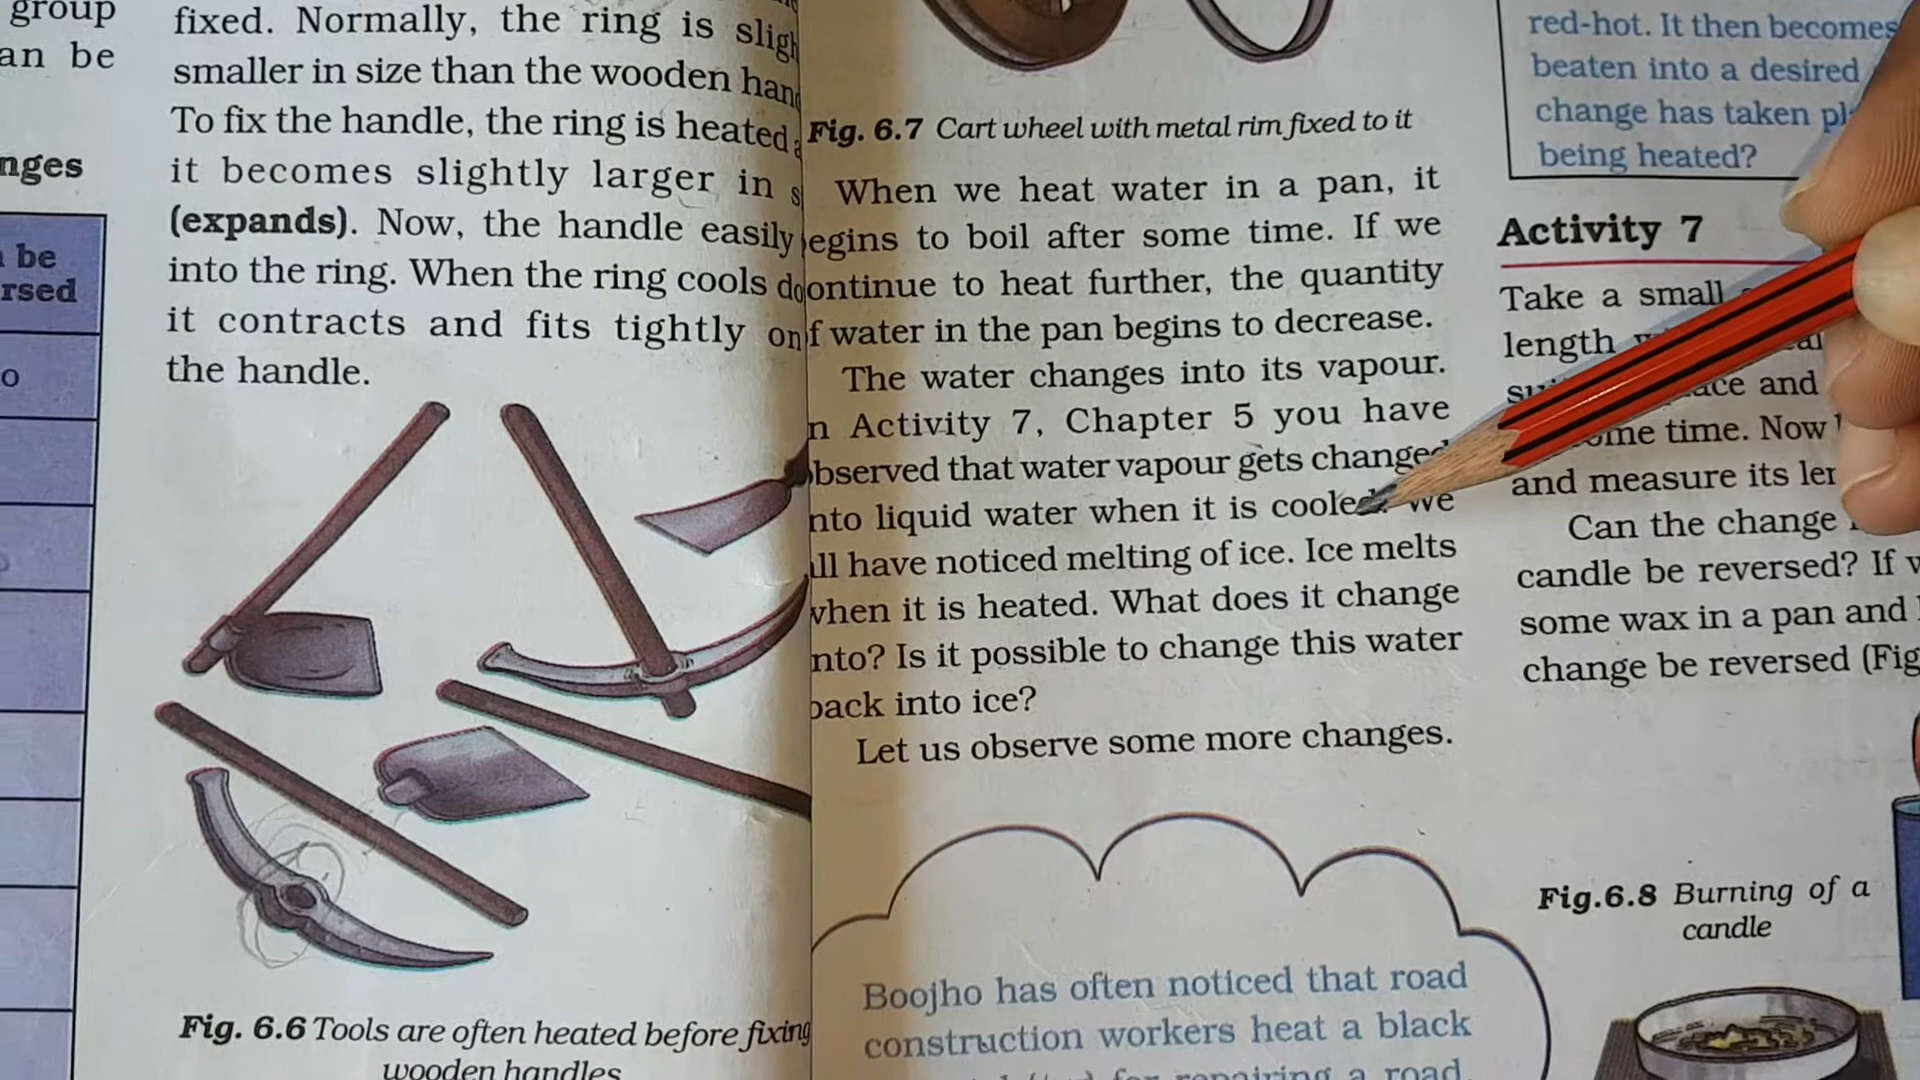 group
an be
nges
be
rsed
o
fixed. Normally, the ring is
smaller in size than the wooden
To fix the handle, the ring is heated
it becomes slightly larger in
(expands). Now, the handle easily
into the ring. When the ring cools
it contracts and fits tightly on
the handle.
Fig. 6.6 Tools are often heated before fixing
wooden handles
Fig. 6.7 Cart wheel with metal rim fixed to it
When we heat water in a pan, it
egins to boil after some time. If we
ontinue to heat further, the quantity
f water in the pan begins to decrease.
The water changes into its vapour.
n Activity 7, Chapter 5 you have
bserved that water vapour gets changed
nto liquid water when it is cooled. We
ll have noticed melting of ice. Ice melts
when it is heated. What does it change
nto? Is it possible to change this water
back into ice?
Let us observe some more changes.
Boojho has often noticed that road
construction workers heat a black
for repairing a road.
red-hot. It then becomes
beaten into a desired
change has taken
being heated?
Activity 7
Take a small
length
and
some time. Now
and measure its
Can the change
candle be reversed? If
some wax in a pan and
change be reversed (Fig
Fig.6.8 Burning of a
candle